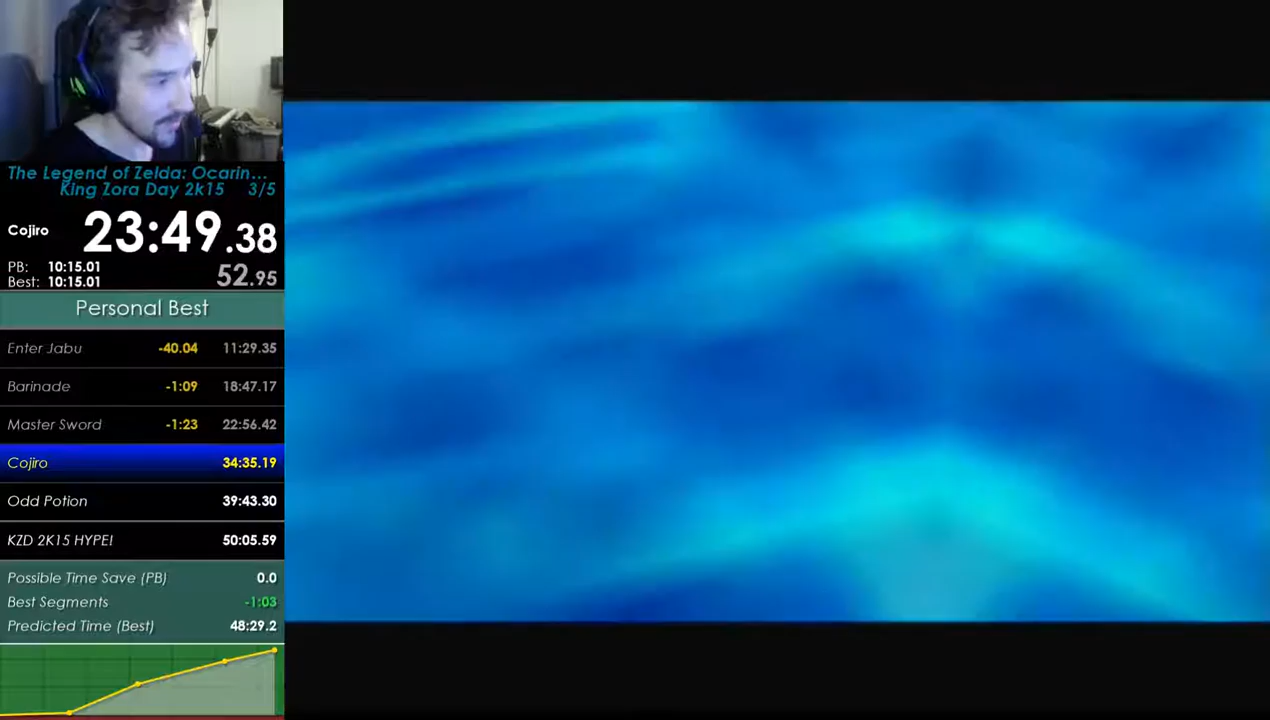 The Legend of Zelda: Ocarin...
King Zora Day 2k15 3/5
Cojiro 23:49.38
PB: 10:15.01 52.95
Best: 10:15.01
Personal Best
Enter Jabu -40.04 11:29.35
Barinade -1:09 18:47.17
Master Sword -1:23 22:56.42
Cojiro 34:35.19
Odd Potion 39:43.30
KZD 2K15 HYPE! 50:05.59
Possible Time Save (PB) 0.0
Best Segments -1:03
Predicted Time (Best) 48:29.2